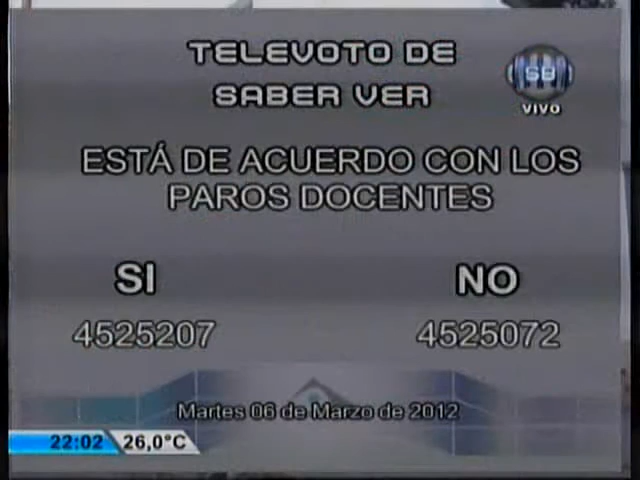 TELEVOTO DE
SABER VER
SB
VIVO
ESTÁ DE ACUERDO CON LOS
PAROS DOCENTES
SI
NO
4525207
4525072
Martes 06 de Marzo de 2012
22:02
26,0°C